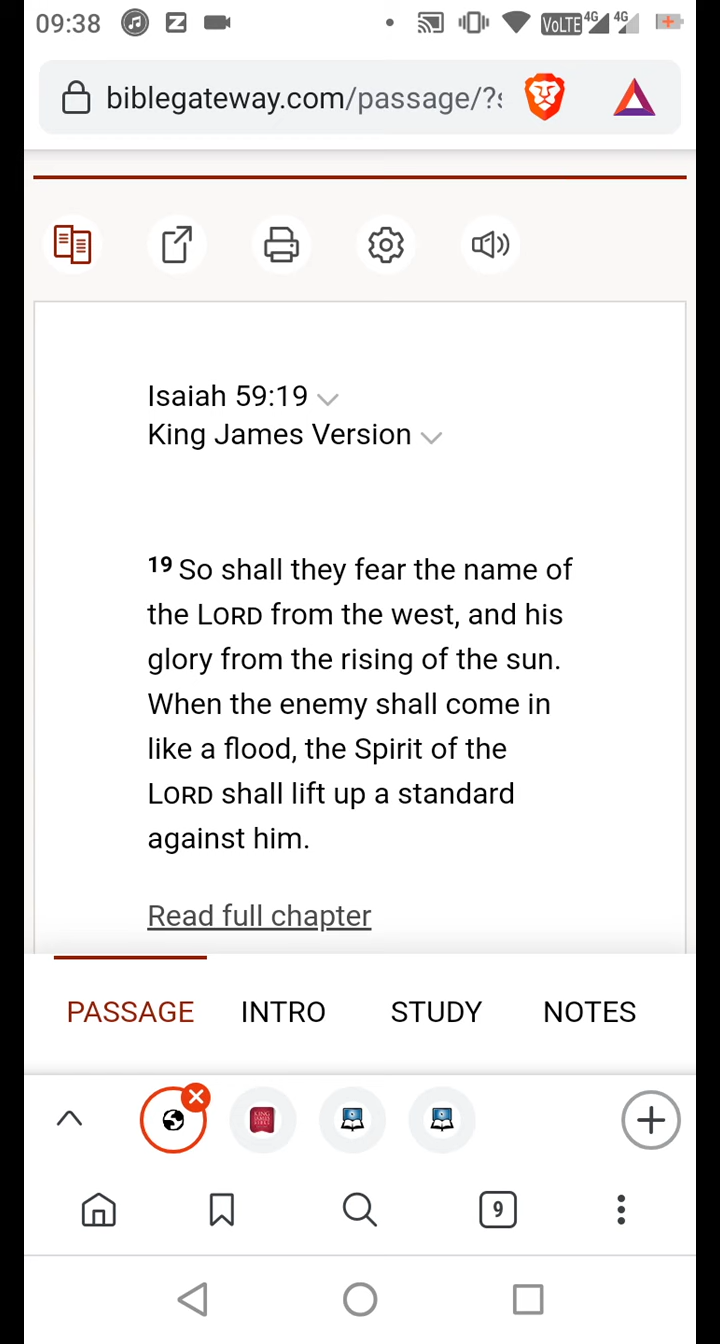 09:38
VoLTE 4G 4G
biblegateway.com/passage/?s
Isaiah 59:19
King James Version
19 So shall they fear the name of
the LORD from the west, and his
glory from the rising of the sun.
When the enemy shall come in
like a flood, the Spirit of the
LORD shall lift up a standard
against him.
Read full chapter
PASSAGE INTRO STUDY NOTES
9